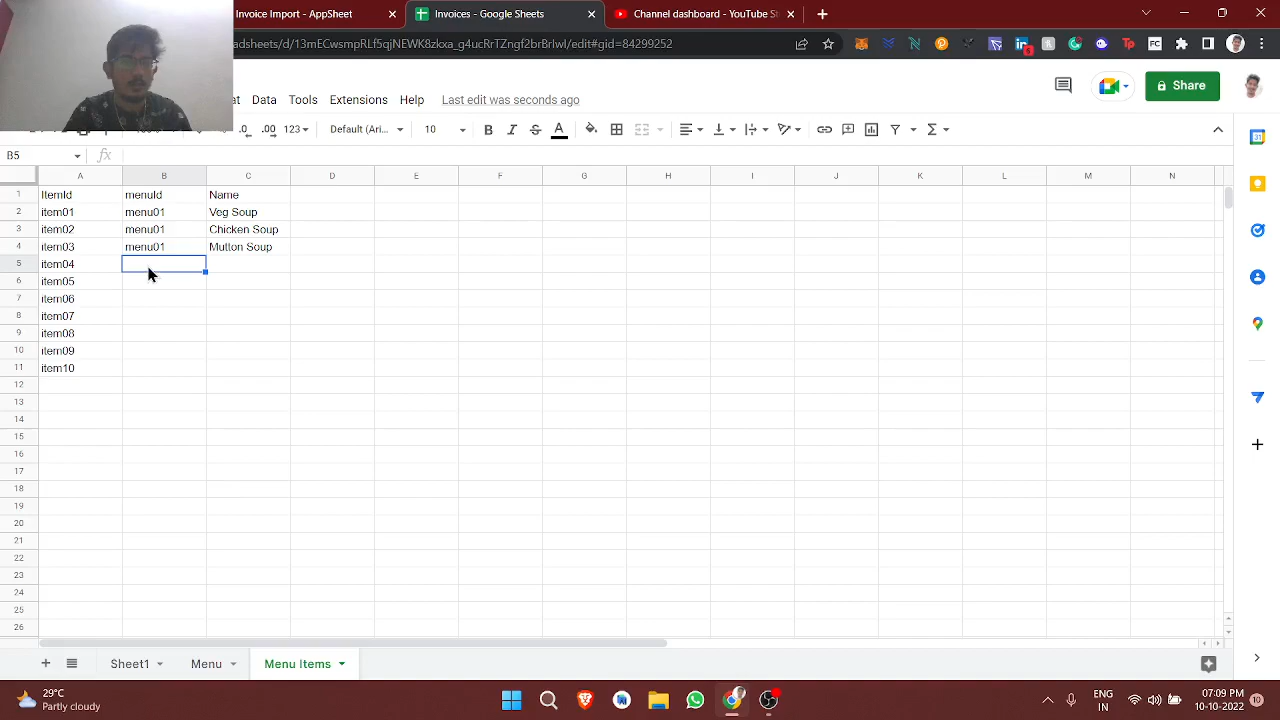 Invoice Import - AppSheet
Invoices - Google Sheets
Channel dashboard - YouTube St
adsheets/d/13mECwsmpRLf5qjNEWK8zkxa_g4ucRrTZngf2brBrlwI/edit#gid=84299252
at Data Tools Extensions Help Last edit was seconds ago
Share
.0 .00 123 Default (Ari... 10 B I S A
B5 fx
A B C D E F G H I J K L M N
1 ItemId menuId Name
2 item01 menu01 Veg Soup
3 item02 menu01 Chicken Soup
4 item03 menu01 Mutton Soup
5 item04
6 item05
7 item06
8 item07
9 item08
10 item09
11 item10
12
13
14
15
16
17
18
19
20
21
22
23
24
25
26
Sheet1 Menu Menu Items
29°C
Partly cloudy
ENG
IN
07:09 PM
10-10-2022
10